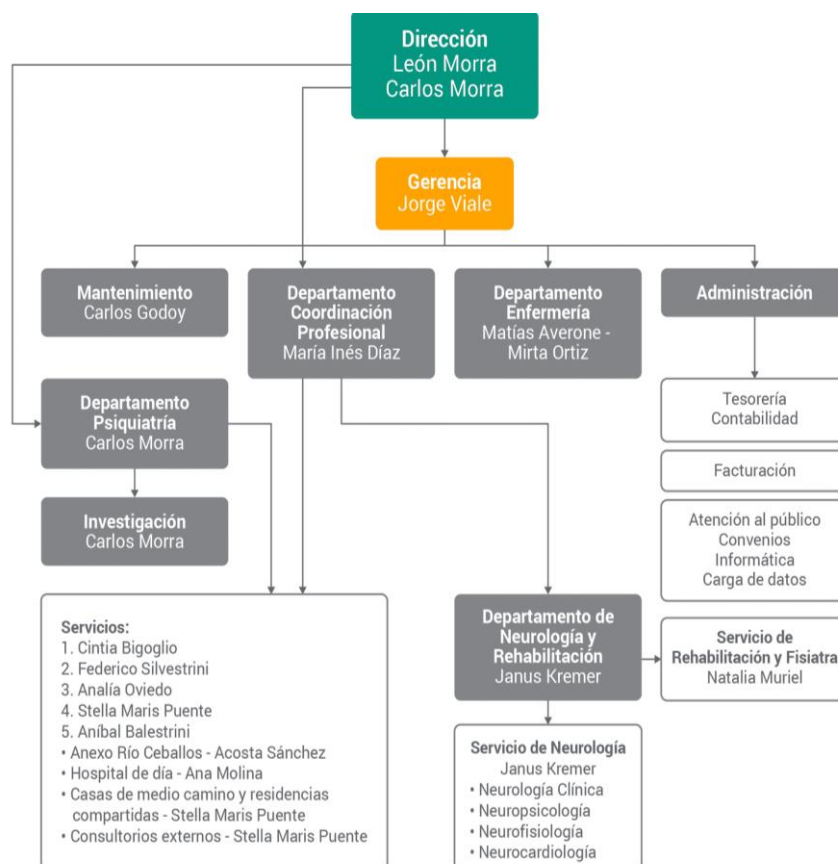 Dirección
León Morra
Carlos Morra
Gerencia
Jorge Viale
Mantenimiento
Carlos Godoy
Departamento
Coordinación
Profesional
María Inés Díaz
Departamento
Enfermería
Matías Averone -
Mirta Ortiz
Administración
Departamento
Psiquiatría
Carlos Morra
Tesorería
Contabilidad
Facturación
Investigación
Carlos Morra
Atención al público
Convenios
Informática
Carga de datos
Servicios:
1. Cintia Bigoglio
2. Federico Silvestrini
3. Analía Oviedo
4. Stella Maris Puente
5. Aníbal Balestrini
• Anexo Río Ceballos - Acosta Sánchez
• Hospital de día - Ana Molina
• Casas de medio camino y residencias
compartidas - Stella Maris Puente
• Consultorios externos - Stella Maris Puente
Departamento de
Neurología y
Rehabilitación
Janus Kremer
Servicio de
Rehabilitación y Fisiatra
Natalia Muriel
Servicio de Neurología
Janus Kremer
• Neurología Clínica
• Neuropsicología
• Neurofisiología
• Neurocardiología